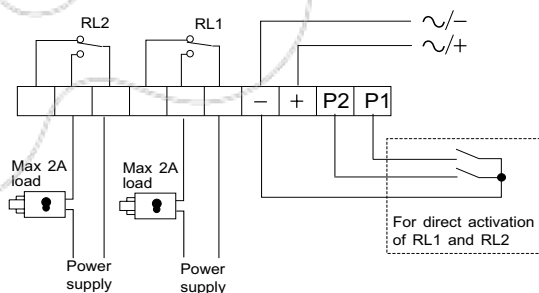 RL2
RL1
∿/−
∿/+
− + P2 P1
Max 2A
load
Max 2A
load
For direct activation
of RL1 and RL2
Power
supply
Power
supply